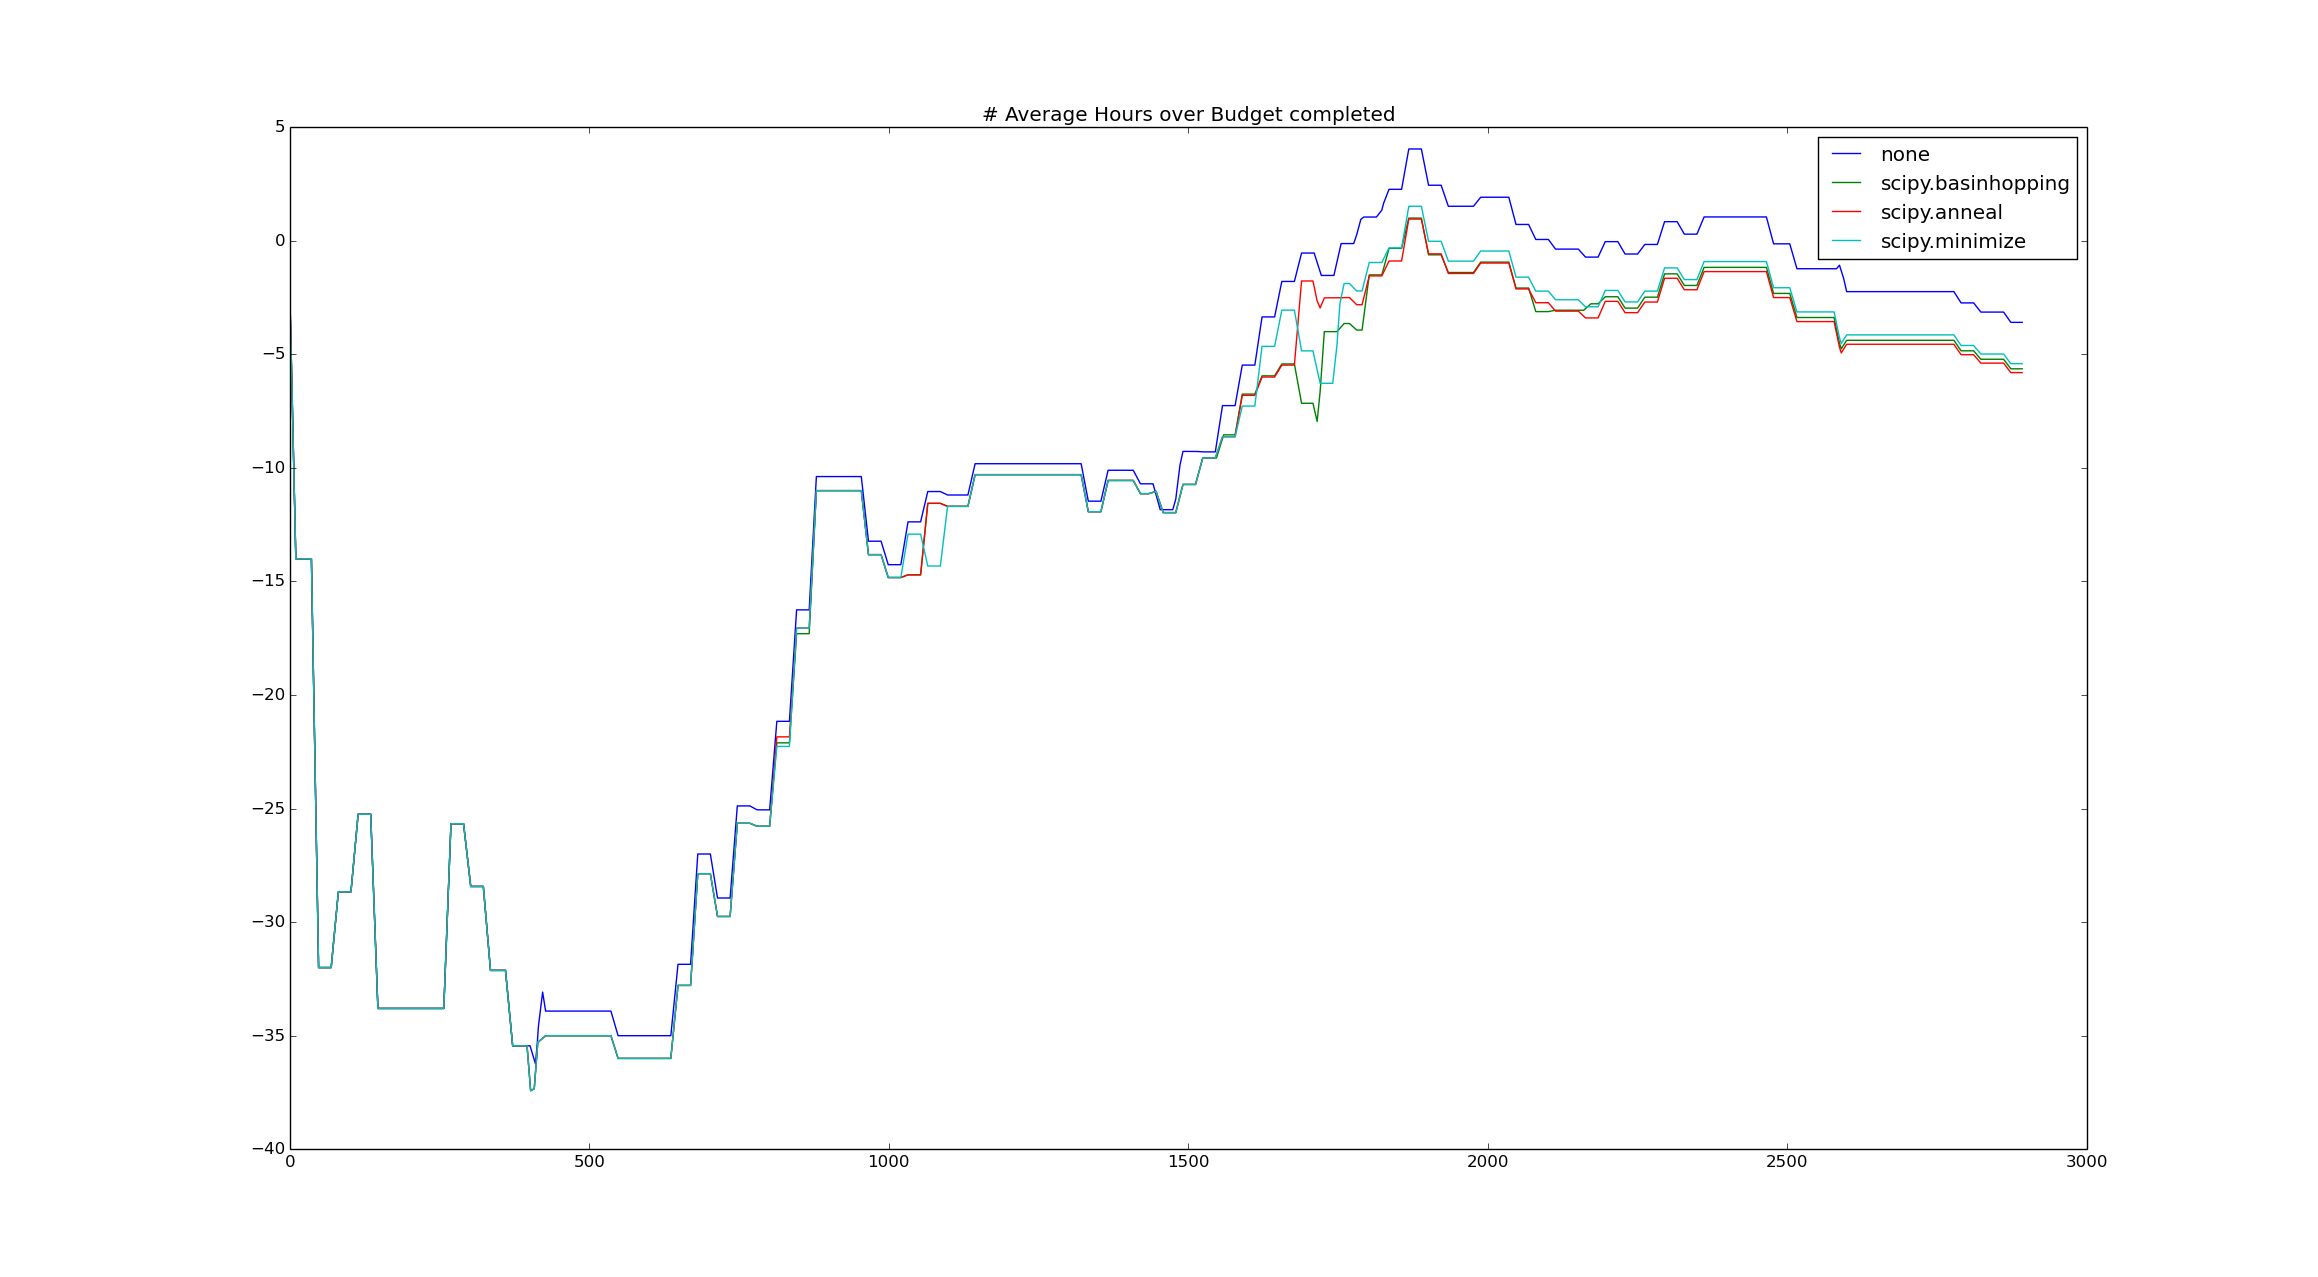 # Average Hours over Budget completed
5
0
−5
−10
−15
−20
−25
−30
−35
−40
0 500 1000 1500 2000 2500 3000
none
scipy.basinhopping
scipy.anneal
scipy.minimize